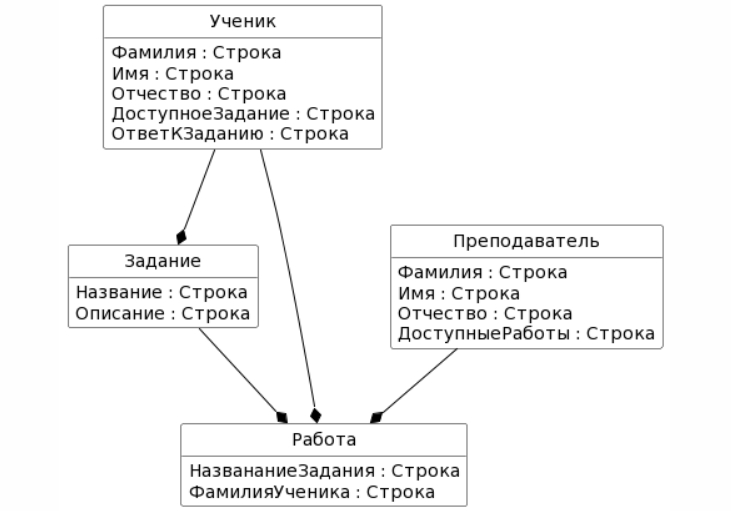 Ученик
Фамилия : Строка
Имя : Строка
Отчество : Строка
ДоступноеЗадание : Строка
ОтветКЗаданию : Строка
Задание
Название : Строка
Описание : Строка
Преподаватель
Фамилия : Строка
Имя : Строка
Отчество : Строка
ДоступныеРаботы : Строка
Работа
НазвананиеЗадания : Строка
ФамилияУченика : Строка